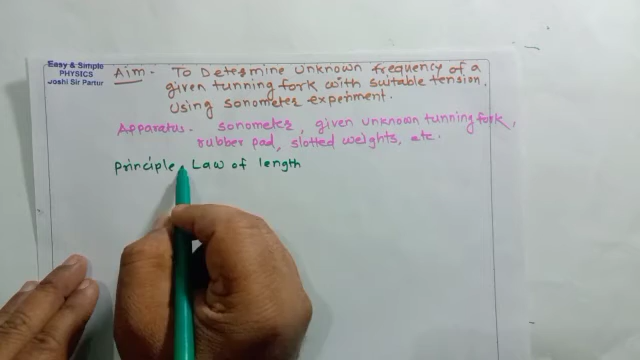 Easy & Simple
PHYSICS
Joshi Sir Partur
Aim - To Determine Unknown frequency of a
given tunning fork with suitable tension,
using sonometer experiment.
Apparatus - sonometer, given unknown tunning fork,
rubber pad, slotted weights, etc.
Principle - Law of length